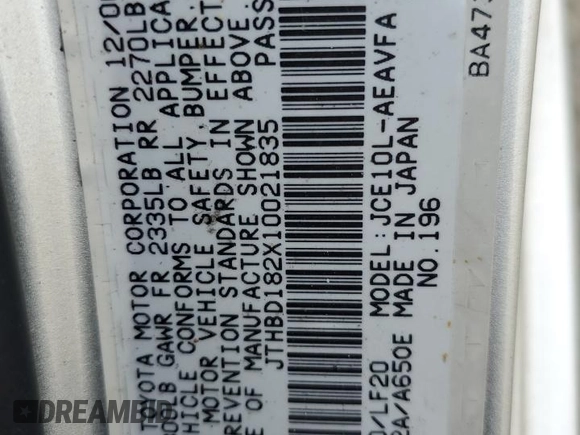 TOYOTA MOTOR CORPORATION 12/0
LB GAWR FR 2335LB RR 2270LB
HICLE CONFORMS TO ALL APPLICA
MOTOR VEHICLE SAFETY, BUMPER,
REVENTION STANDARDS IN EFFECT
E OF MANUFACTURE SHOWN ABOVE.
JTHBD182X10021835 PASS
/LF20 MODEL:JCE10L-AEAVFA
A/A650E MADE IN JAPAN
NO.196
BA473
DREAMBID